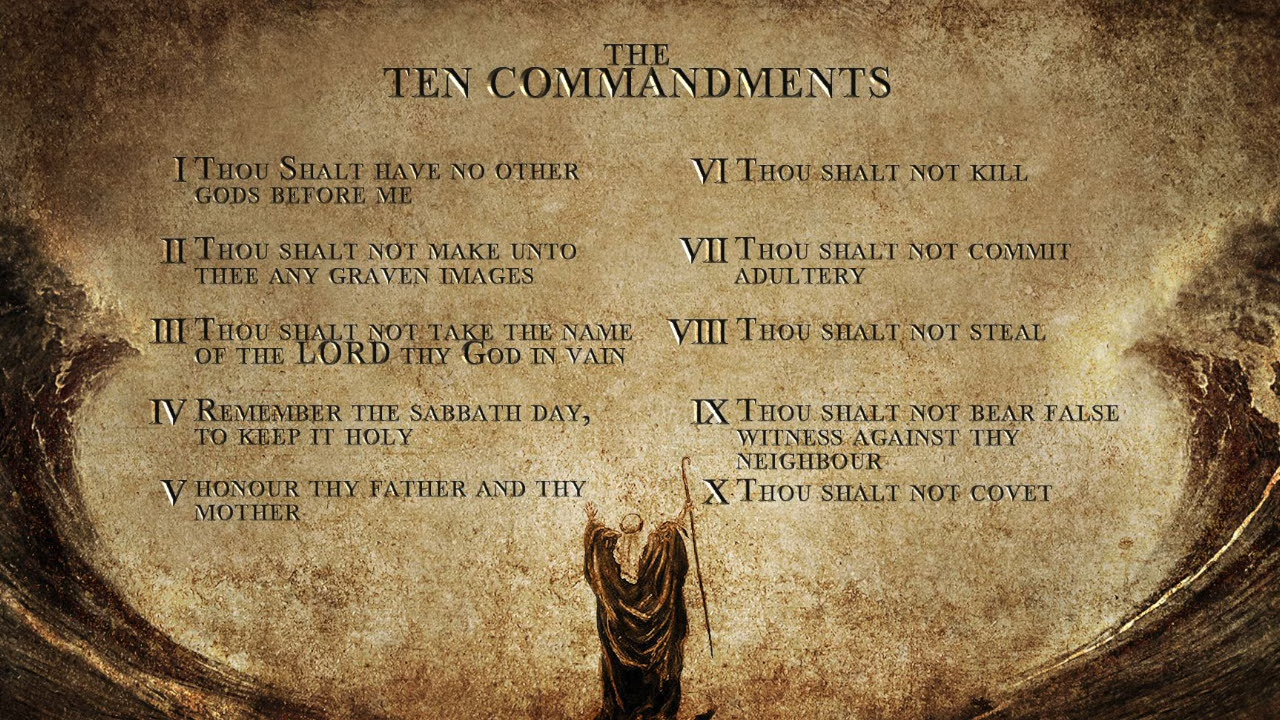 THE
TEN COMMANDMENTS
I THOU SHALT HAVE NO OTHER
GODS BEFORE ME
II THOU SHALT NOT MAKE UNTO
THEE ANY GRAVEN IMAGES
III THOU SHALT NOT TAKE THE NAME
OF THE LORD THY GOD IN VAIN
IV REMEMBER THE SABBATH DAY,
TO KEEP IT HOLY
V HONOUR THY FATHER AND THY
MOTHER
VI THOU SHALT NOT KILL
VII THOU SHALT NOT COMMIT
ADULTERY
VIII THOU SHALT NOT STEAL
IX THOU SHALT NOT BEAR FALSE
WITNESS AGAINST THY
NEIGHBOUR
X THOU SHALT NOT COVET